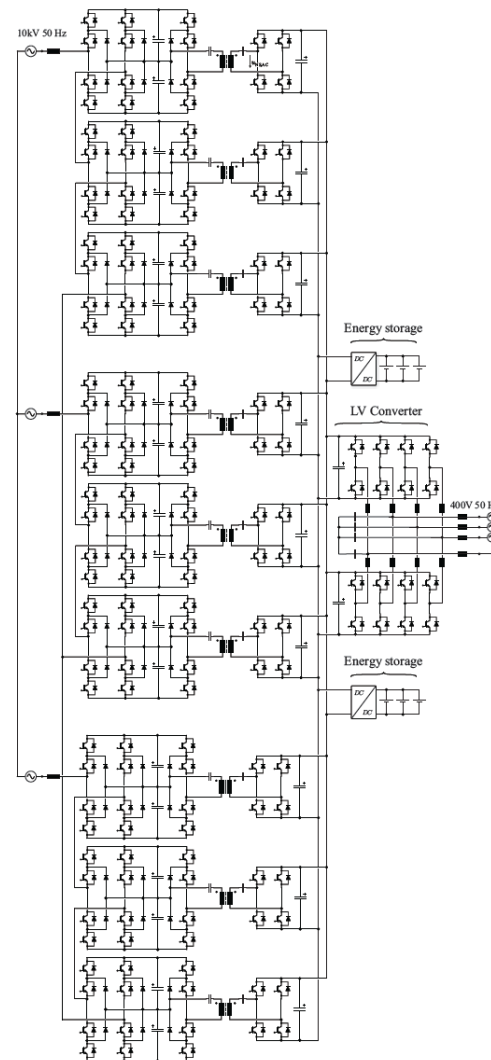 10kV 50 Hz
Energy storage
DC
DC
LV Converter
400V 50 H
Energy storage
DC
DC